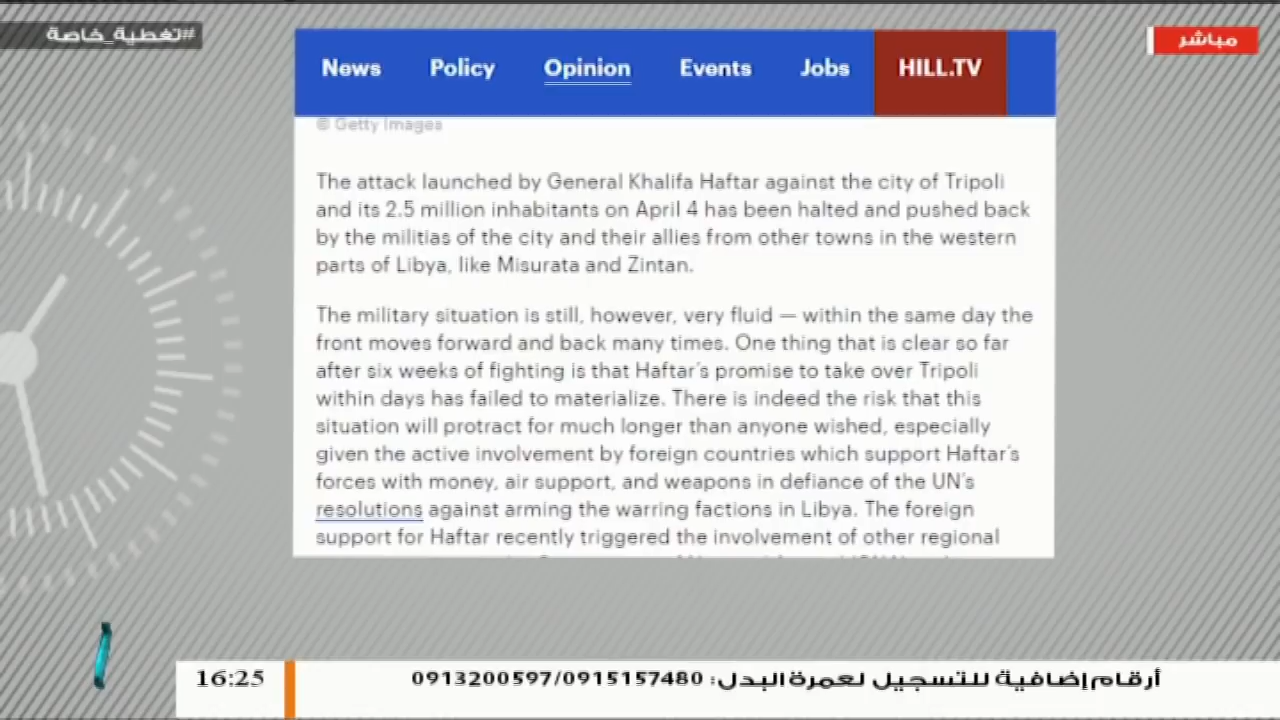 #تغطية_خاصة
مباشر
News Policy Opinion Events Jobs HILL.TV
© Getty Images
The attack launched by General Khalifa Haftar against the city of Tripoli
and its 2.5 million inhabitants on April 4 has been halted and pushed back
by the militias of the city and their allies from other towns in the western
parts of Libya, like Misurata and Zintan.
The military situation is still, however, very fluid — within the same day the
front moves forward and back many times. One thing that is clear so far
after six weeks of fighting is that Haftar's promise to take over Tripoli
within days has failed to materialize. There is indeed the risk that this
situation will protract for much longer than anyone wished, especially
given the active involvement by foreign countries which support Haftar's
forces with money, air support, and weapons in defiance of the UN's
resolutions against arming the warring factions in Libya. The foreign
support for Haftar recently triggered the involvement of other regional
16:25
أرقام إضافية للتسجيل لعمرة البدل: 0913200597/0915157480